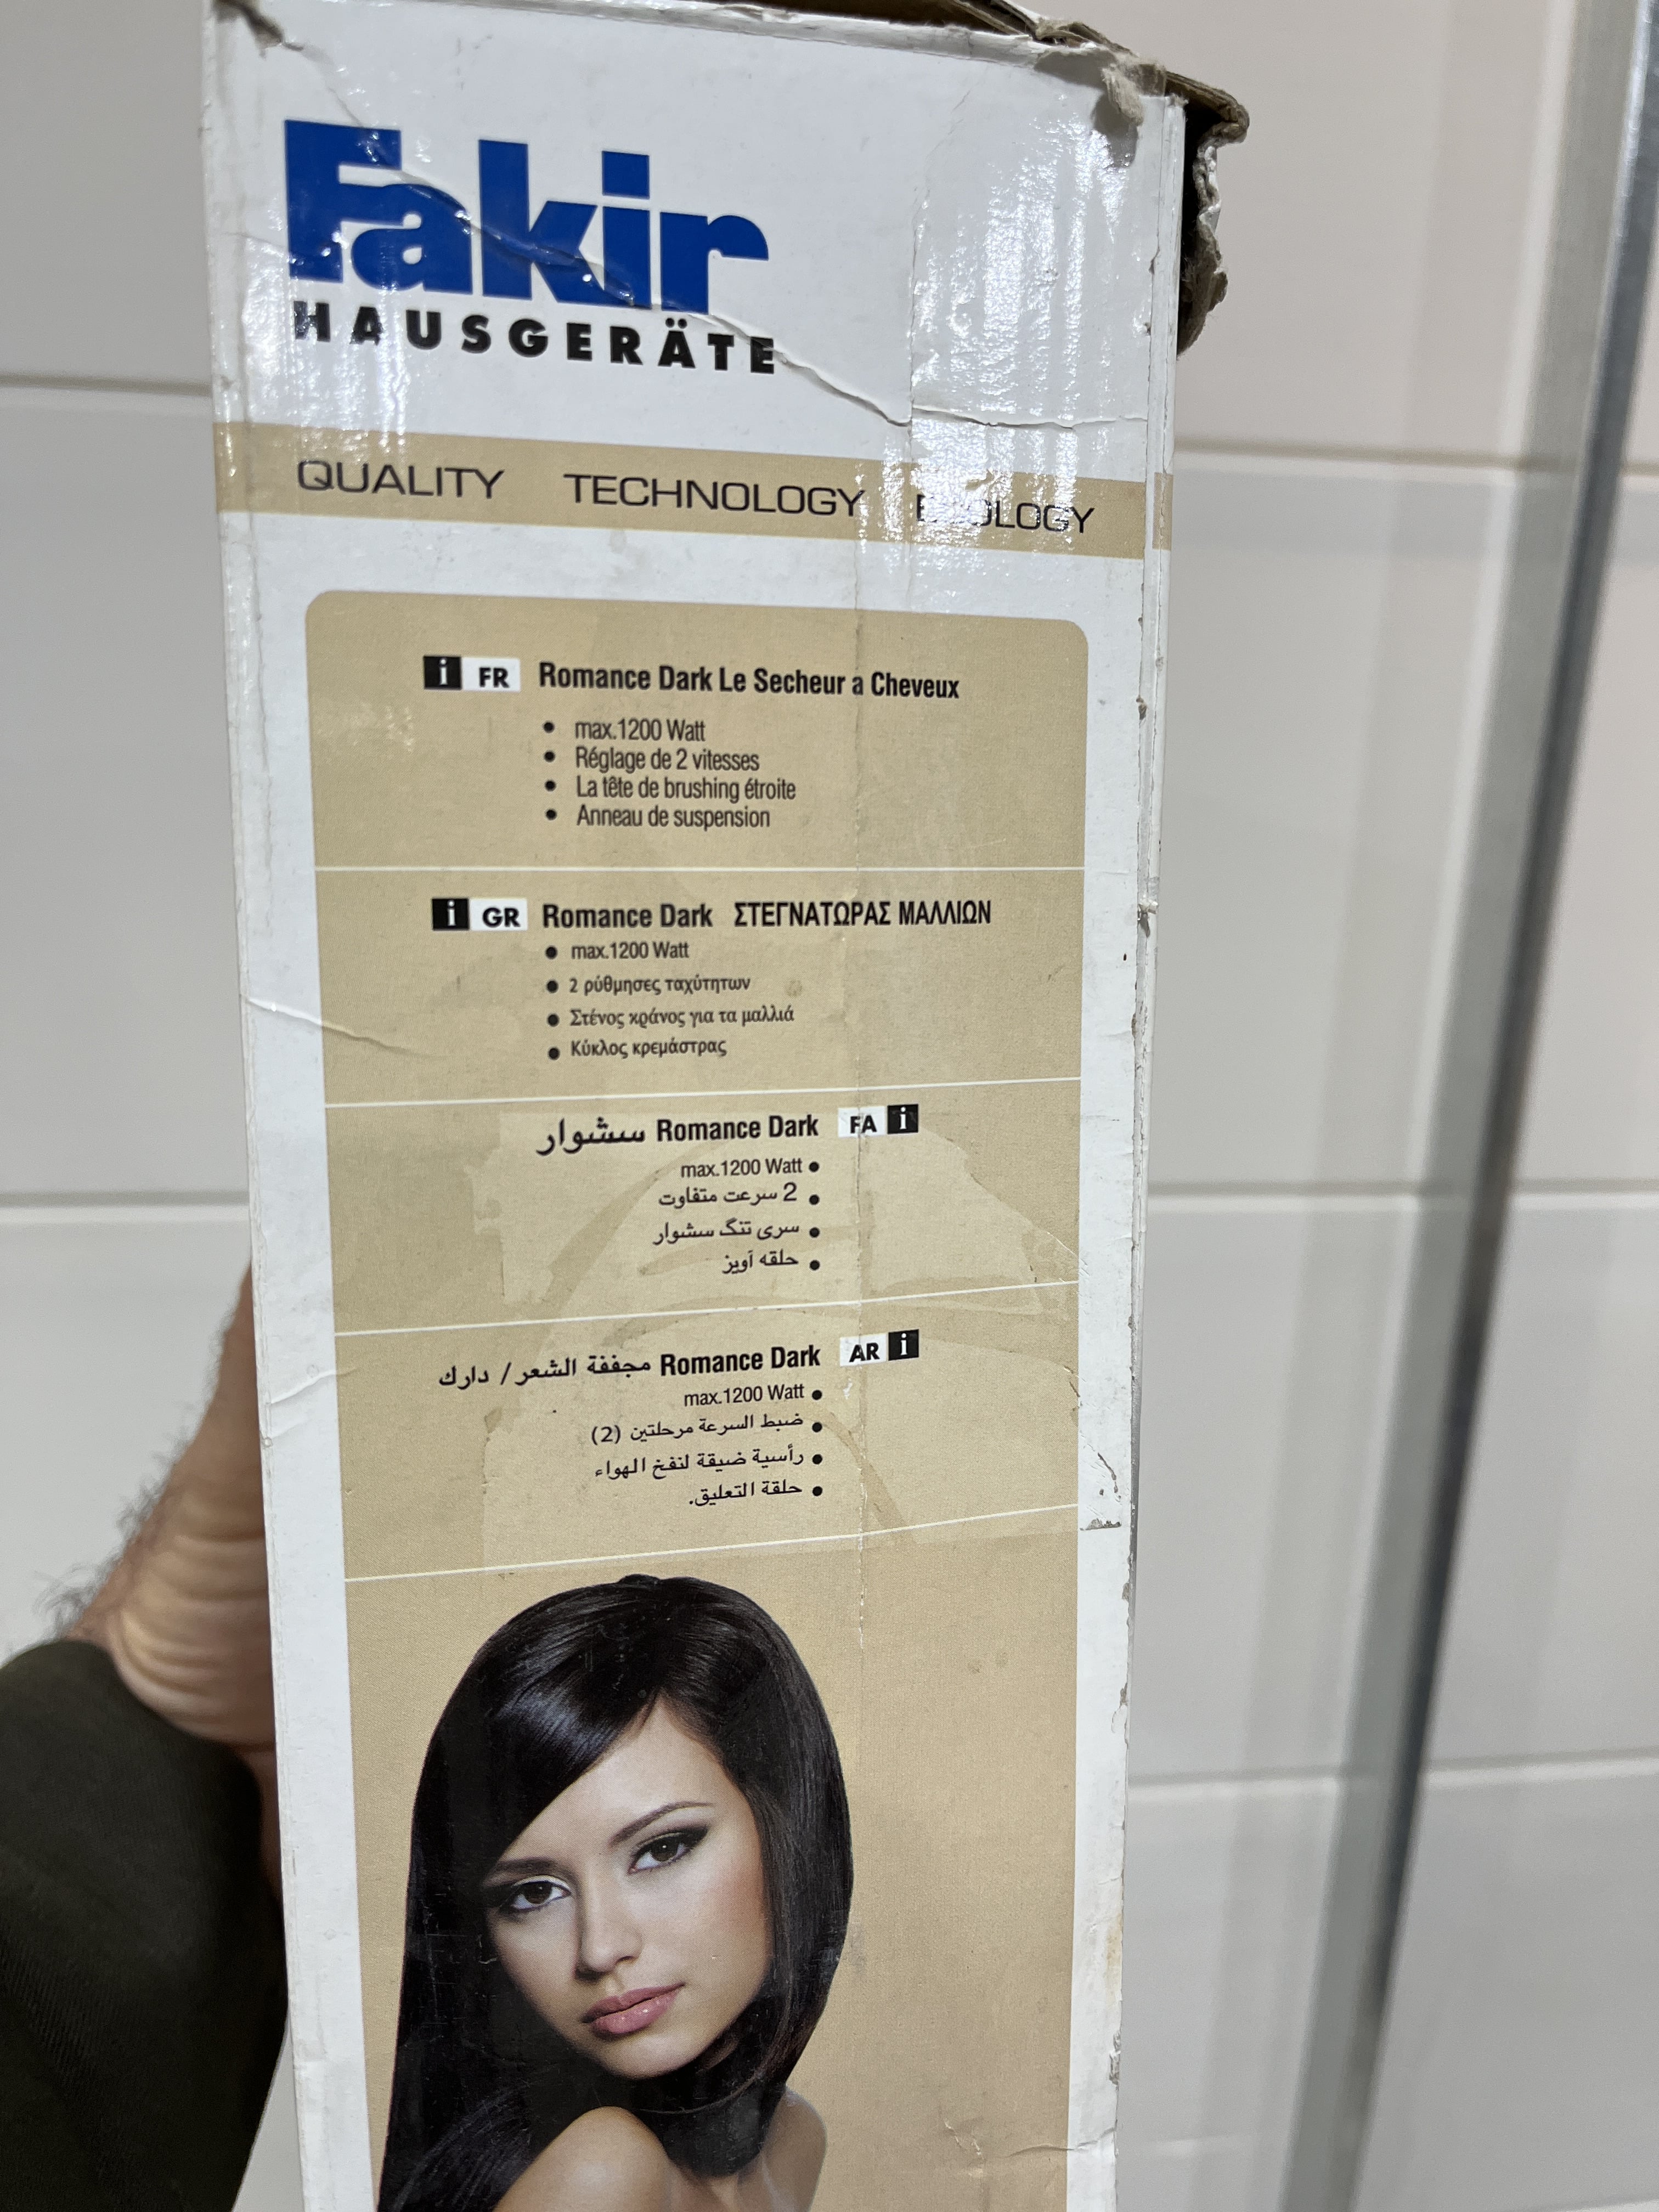 Fakir
HAUSGERÄTE
QUALITY TECHNOLOGY ECOLOGY
i FR Romance Dark Le Secheur a Cheveux
• max.1200 Watt
• Réglage de 2 vitesses
• La tête de brushing étroite
• Anneau de suspension
i GR Romance Dark ΣΤΕΓΝΑΤΩΡΑΣ ΜΑΛΛΙΩΝ
• max.1200 Watt
• 2 ρύθμησες ταχύτητων
• Στένος κράνος για τα μαλλιά
• Κύκλος κρεμάστρας
سشوار Romance Dark FA i
max.1200 Watt •
• 2 سرعت متفاوت
• سری تنگ سشوار
• حلقه آویز
مجففة الشعر / دارك Romance Dark AR i
max.1200 Watt •
• ضبط السرعة مرحلتين (2)
• رأسية ضيقة لنفخ الهواء
• حلقة التعليق.